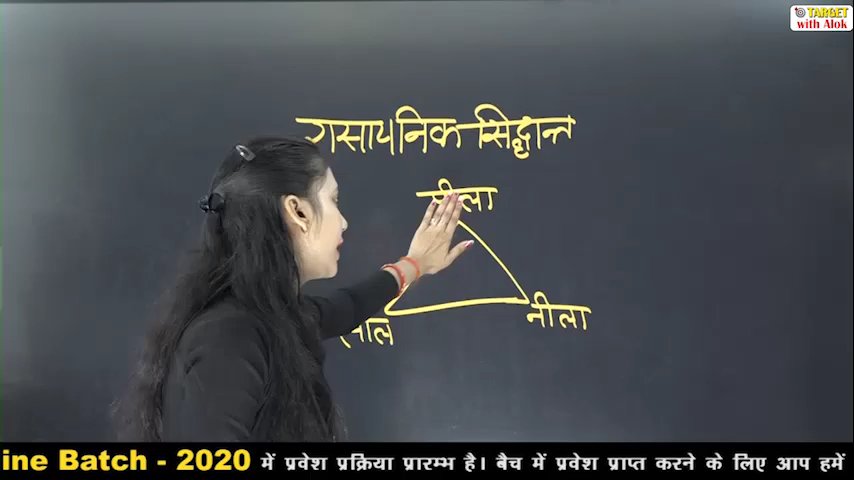 TARGET
with Alok
रासायनिक सिद्धान्त
पीला
नीला
लाल
ine Batch - 2020 में प्रवेश प्रक्रिया प्रारम्भ है। बैच में प्रवेश प्राप्त करने के लिए आप हमें